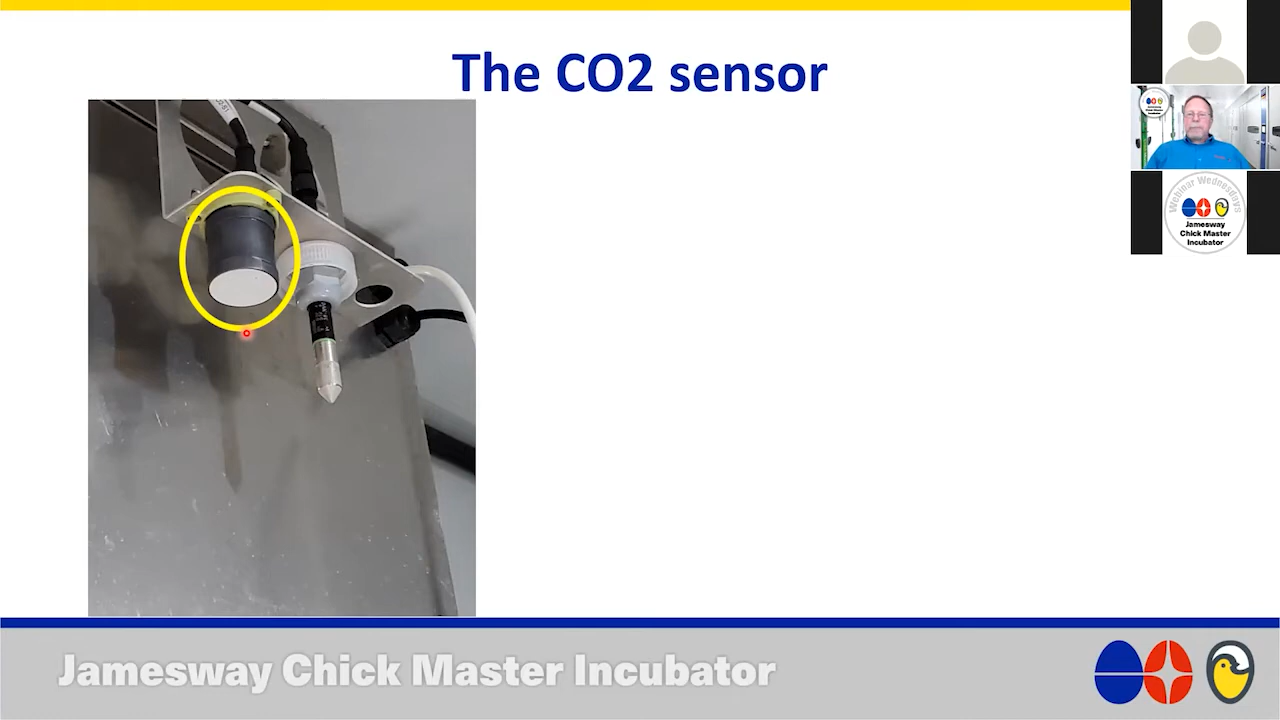 The CO2 sensor
Webinar Wednesdays
Jamesway
Chick Master
Incubator
Jamesway Chick Master Incubator